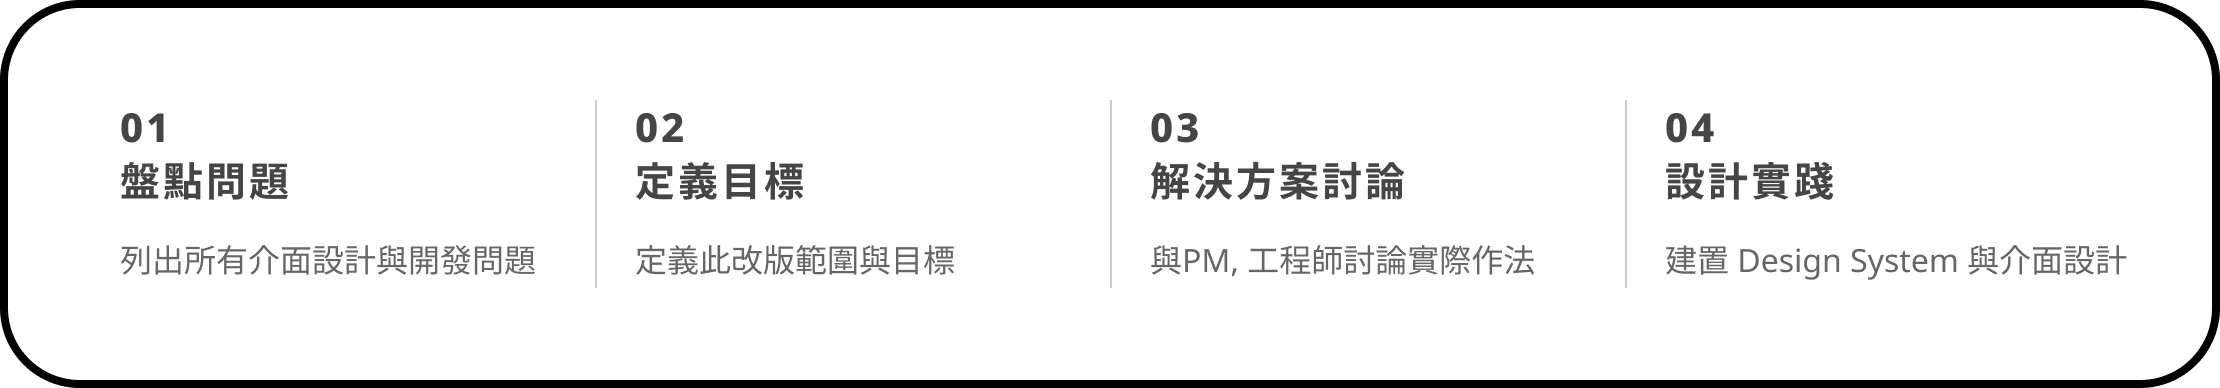 01
盤點問題
列出所有介面設計與開發問題
02
定義目標
定義此改版範圍與目標
03
解決方案討論
與PM, 工程師討論實際作法
04
設計實踐
建置 Design System 與介面設計